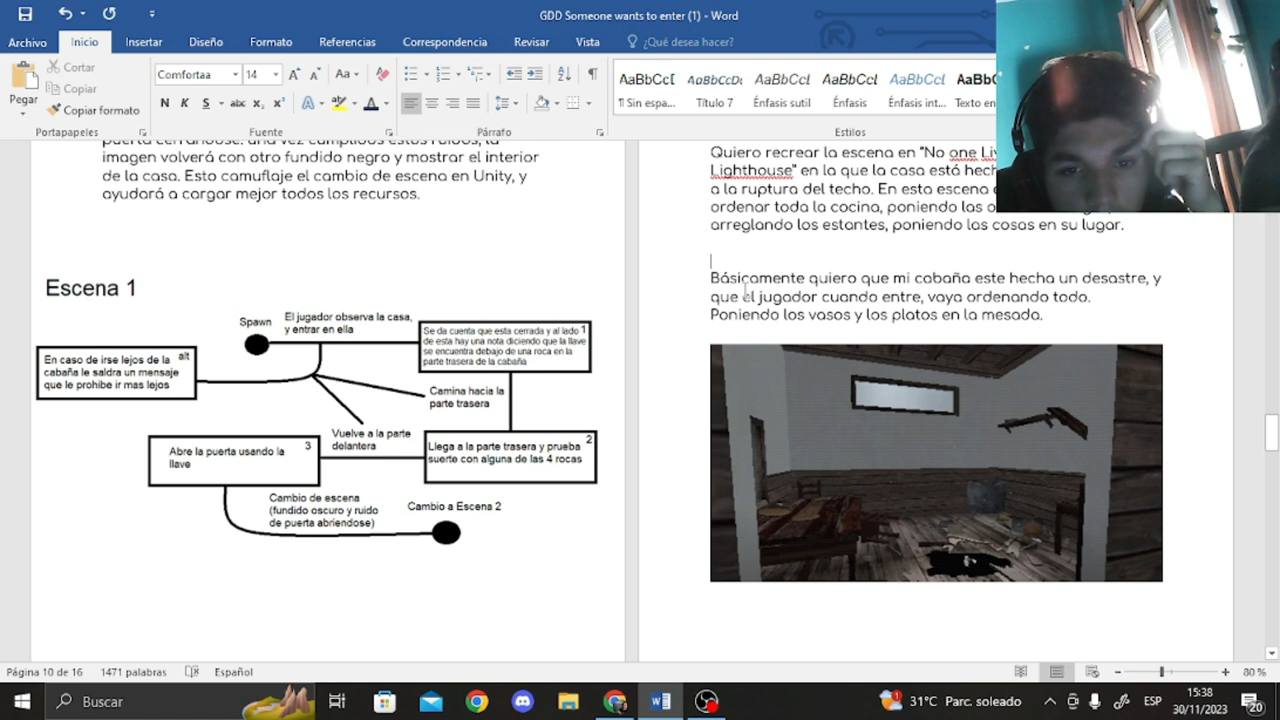 GDD Someone wants to enter (1) - Word
Archivo Inicio Insertar Diseño Formato Referencias Correspondencia Revisar Vista ¿Qué desea hacer?
Pegar
Cortar
Copiar
Copiar formato
Portapapeles
Comfortaa 14
Fuente
Párrafo
¶ Sin espa... Título 7 Énfasis sutil Énfasis Énfasis int... Texto en
Estilos
imagen volverá con otro fundido negro y mostrar el interior
de la casa. Esto camuflaje el cambio de escena en Unity, y
ayudará a cargar mejor todos los recursos.
Escena 1
Spawn
El jugador observa la casa,
y entrar en ella
Se da cuenta que esta cerrada y al lado 1
de esta hay una nota diciendo que la llave
se encuentra debajo de una roca en la
parte trasera de la cabaña
En caso de irse lejos de la alt
cabaña le saldra un mensaje
que le prohibe ir mas lejos
Camina hacia la
parte trasera
Vuelve a la parte
delantera
Llega a la parte trasera y prueba 2
suerte con alguna de las 4 rocas
Abre la puerta usando la 3
llave
Cambio de escena
(fundido oscuro y ruido
de puerta abriendose)
Cambio a Escena 2
Quiero recrear la escena en "No one
Lighthouse" en la que la casa está
a la ruptura del techo. En esta escena
ordenar toda la cocina, poniendo las
arreglando los estantes, poniendo las cosas en su lugar.
Básicamente quiero que mi cabaña este hecha un desastre, y
que el jugador cuando entre, vaya ordenando todo.
Poniendo los vasos y los platos en la mesada.
Página 10 de 16 1471 palabras Español 80 %
Buscar 31°C Parc. soleado ESP 15:38
30/11/2023 20